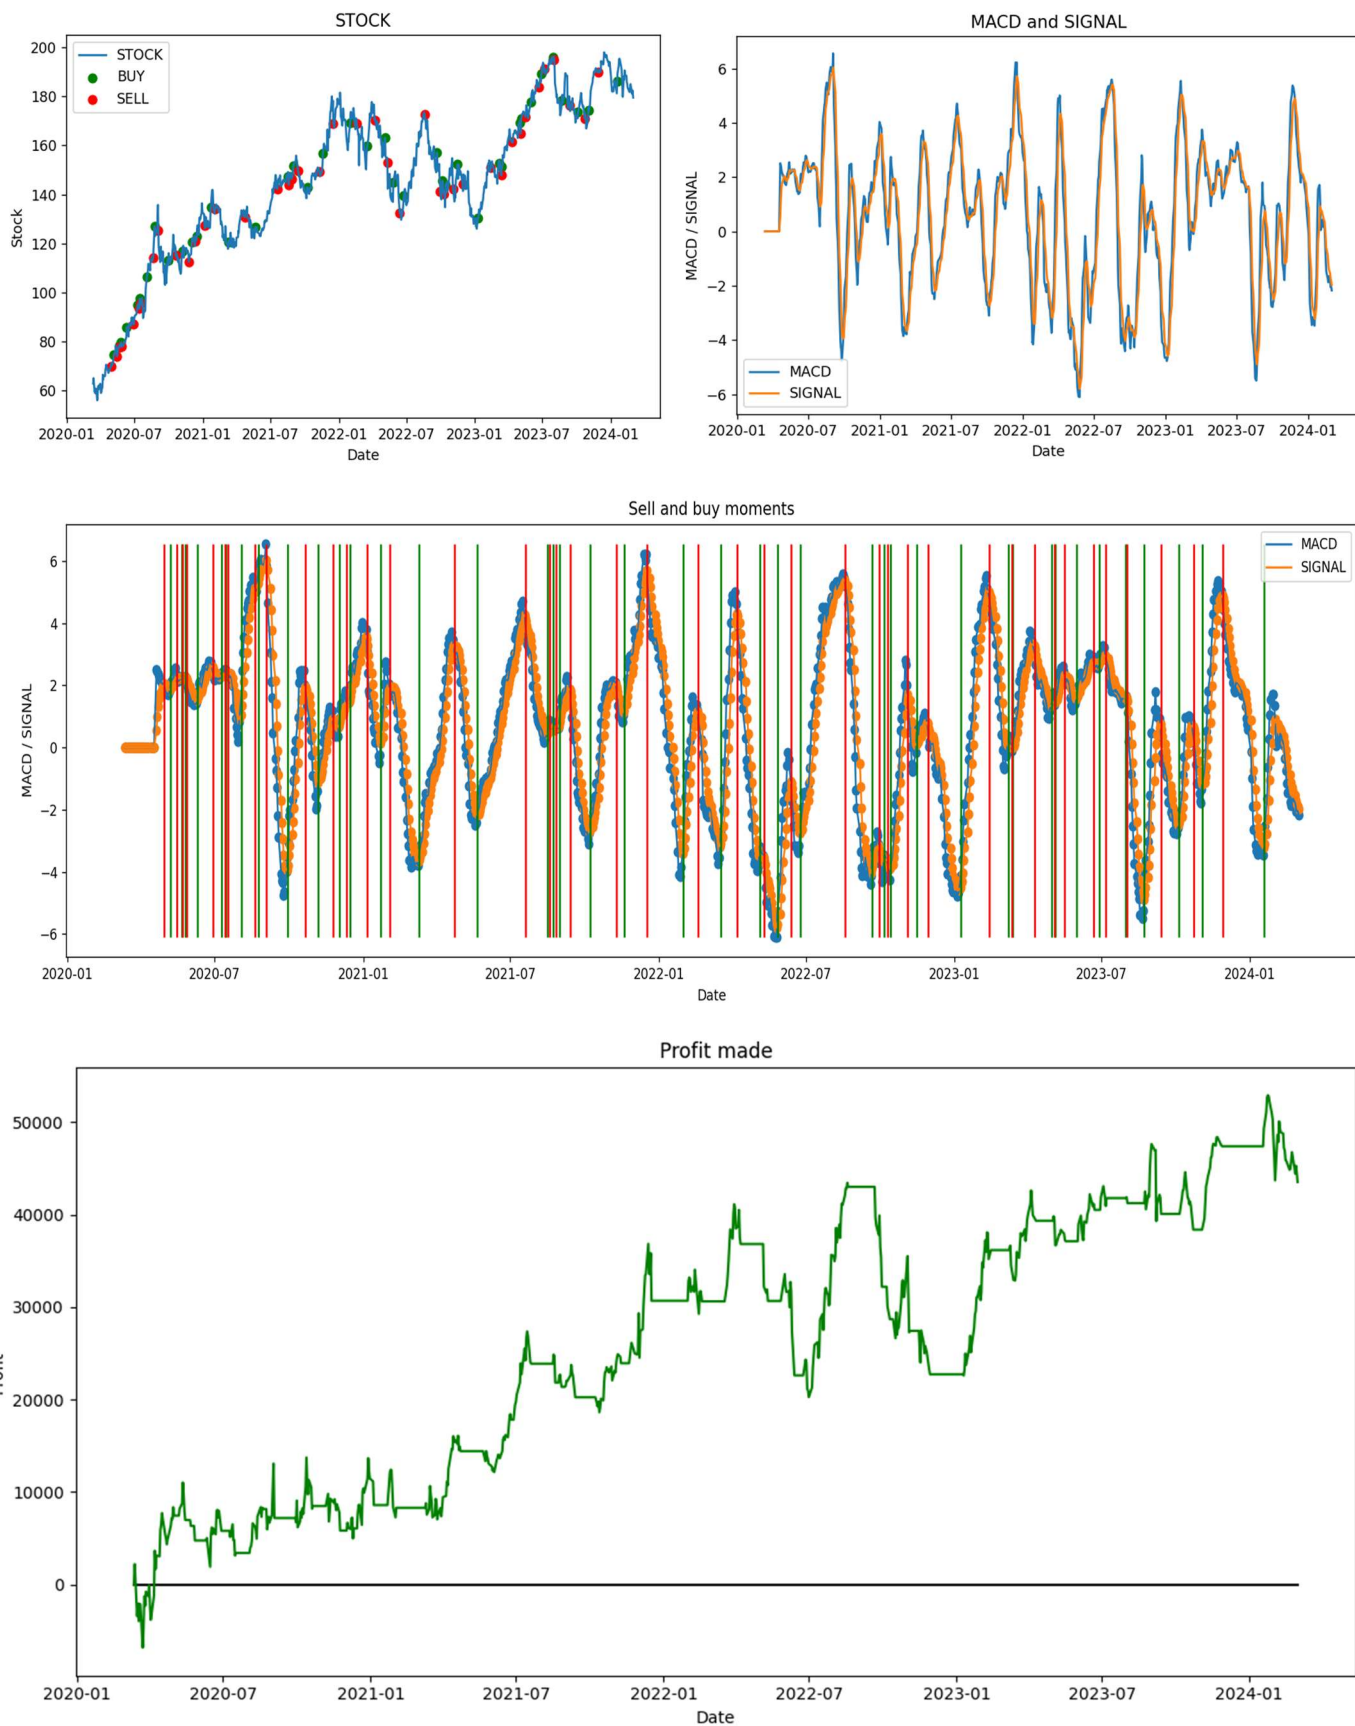 STOCK
200
180
160
140
120
100
80
60
Stock
STOCK
BUY
SELL
2020-01 2020-07 2021-01 2021-07 2022-01 2022-07 2023-01 2023-07 2024-01
Date
MACD and SIGNAL
6
4
2
0
−2
−4
−6
MACD / SIGNAL
MACD
SIGNAL
2020-01 2020-07 2021-01 2021-07 2022-01 2022-07 2023-01 2023-07 2024-01
Date
Sell and buy moments
6
4
2
0
−2
−4
−6
MACD / SIGNAL
MACD
SIGNAL
2020-01 2020-07 2021-01 2021-07 2022-01 2022-07 2023-01 2023-07 2024-01
Date
Profit made
50000
40000
30000
20000
10000
0
2020-01 2020-07 2021-01 2021-07 2022-01 2022-07 2023-01 2023-07 2024-01
Date